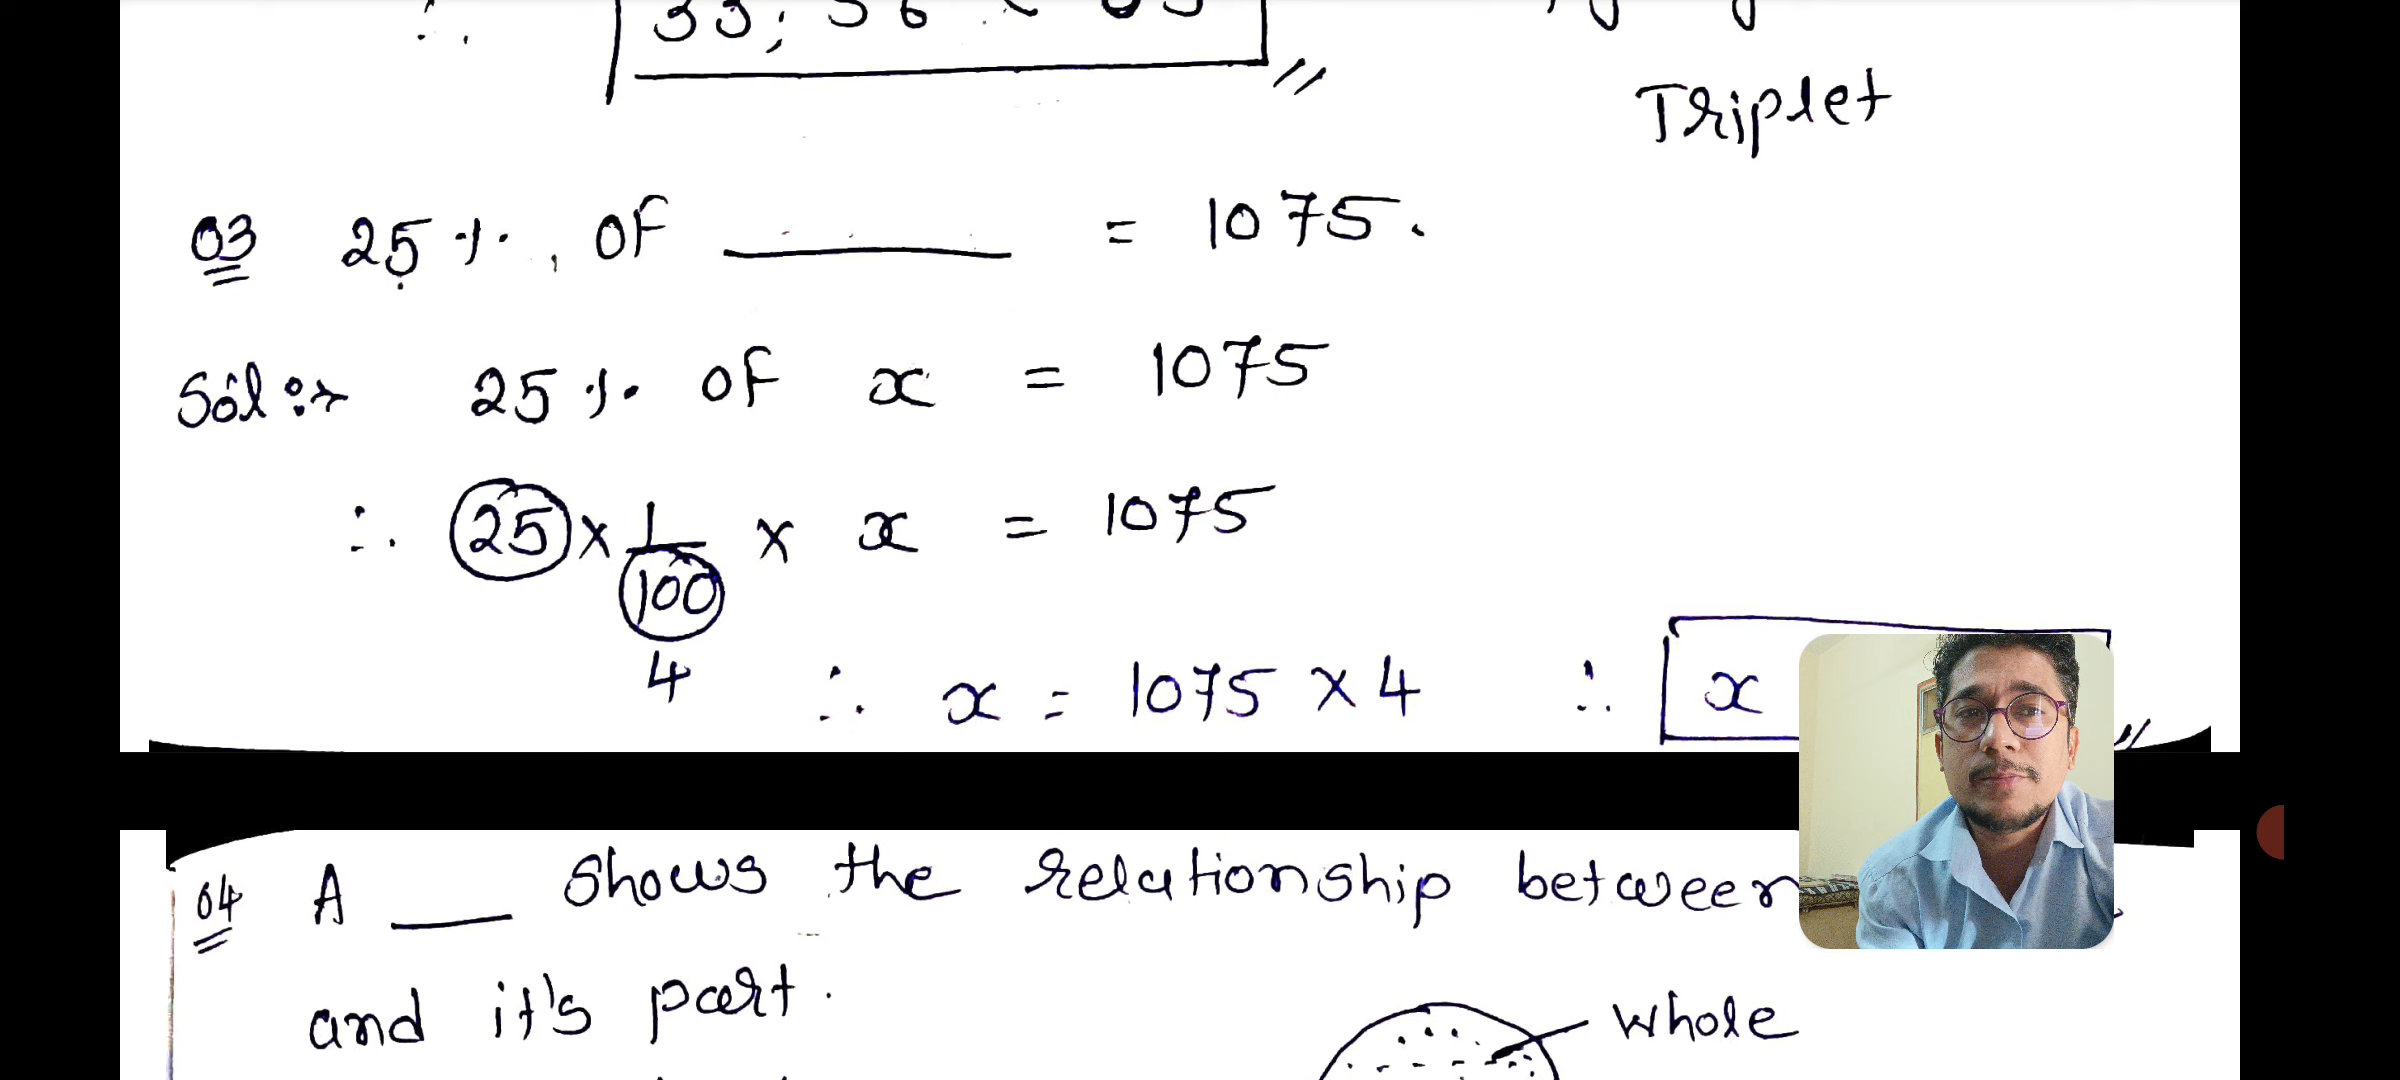 Triplet
03 25 % of ______ = 1075.
Sol :- 25 % of x = 1075
∴ 25 × 1/100 × x = 1075
4 ∴ x = 1075 × 4 ∴ x
04 A ____ shows the relationship between
and it's part.
whole